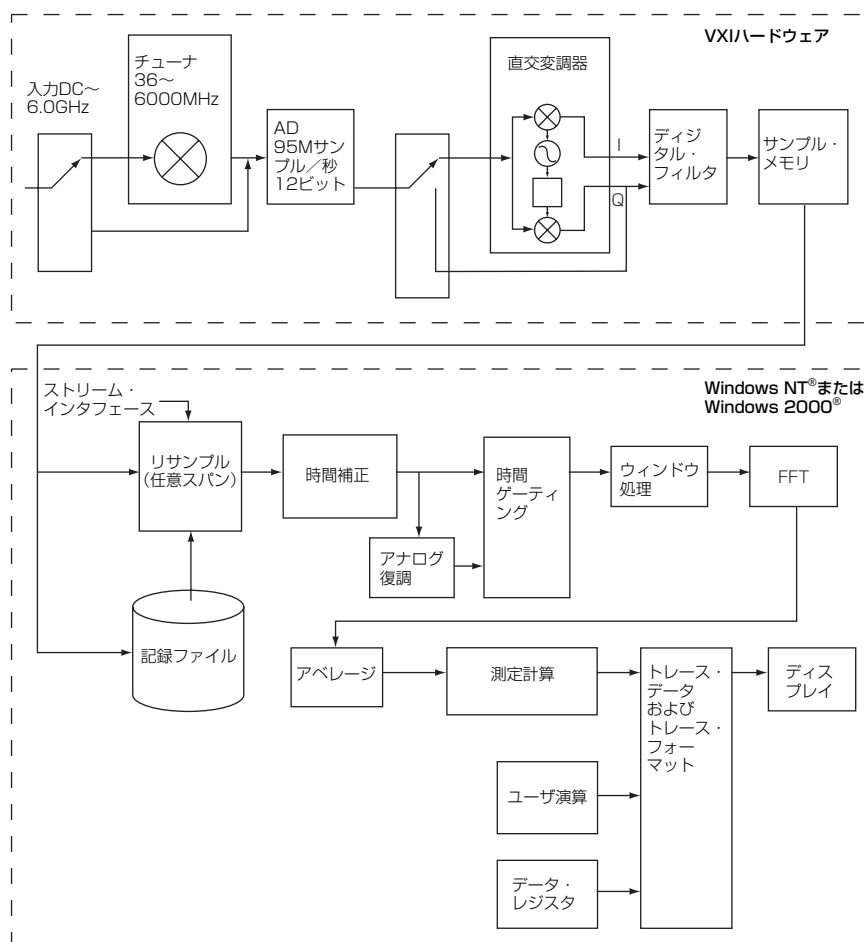 VXIハードウェア
入力DC～
6.0GHz
チューナ
36～
6000MHz
AD
95Mサン
プル／秒
12ビット
直交変調器
I
Q
ディジ
タル・
フィルタ
サンプル・
メモリ
Windows NT®または
Windows 2000®
ストリーム・
インタフェース
リサンプル
(任意スパン)
時間補正
アナログ
復調
時間
ゲーティ
ング
ウィンドウ
処理
FFT
記録ファイル
アベレージ
測定計算
トレース・
データ
および
トレース・
フォー
マット
ディス
プレイ
ユーザ演算
データ・
レジスタ